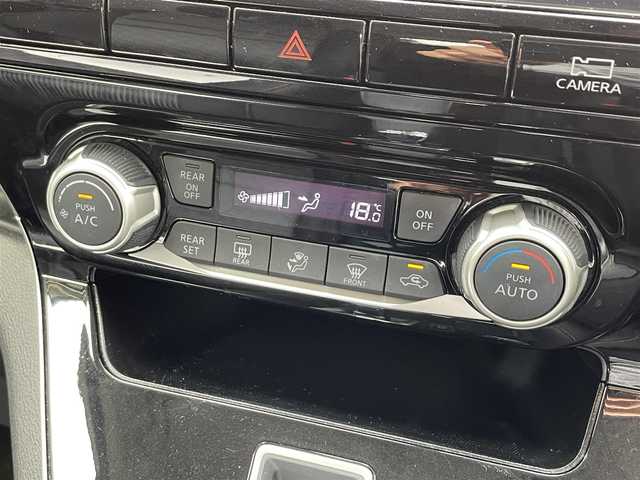 CAMERA
PUSH
A/C
REAR
ON
OFF
18.0 °C
ON
OFF
PUSH
AUTO
REAR
SET
REAR
FRONT